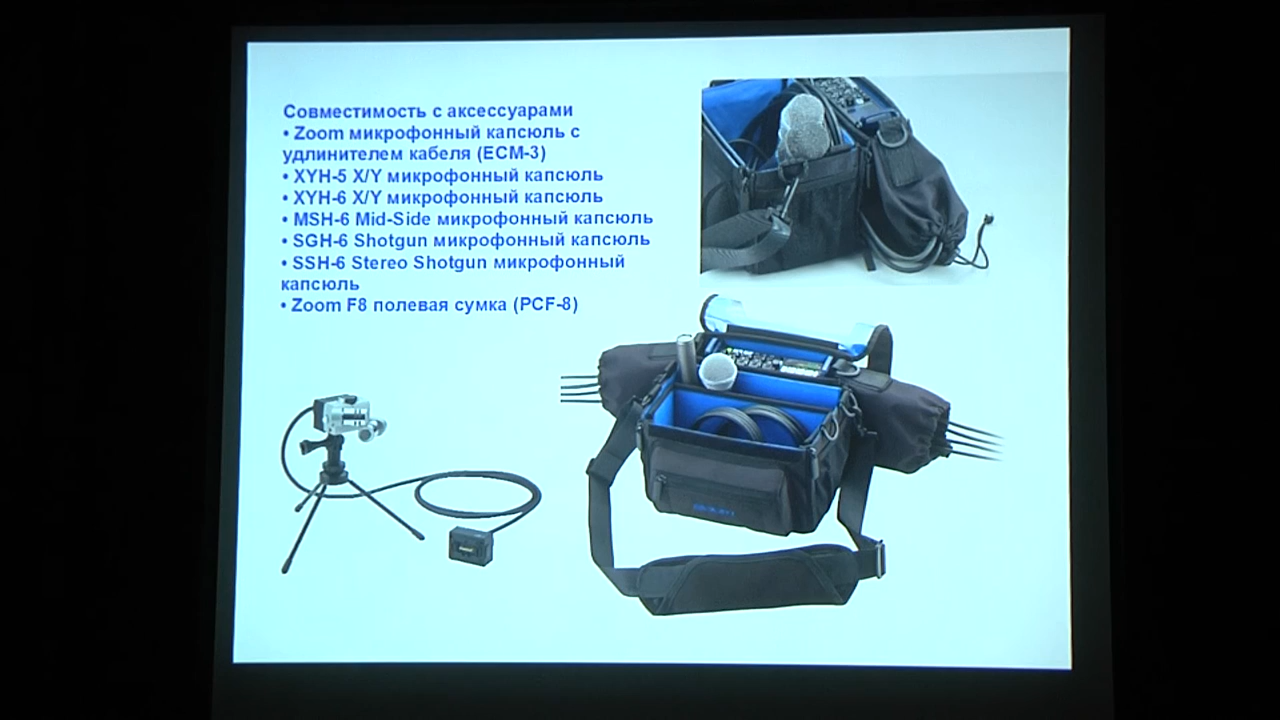 Совместимость с аксессуарами
• Zoom микрофонный капсюль с
удлинителем кабеля (ECM-3)
• XYH-5 X/Y микрофонный капсюль
• XYH-6 X/Y микрофонный капсюль
• MSH-6 Mid-Side микрофонный капсюль
• SGH-6 Shotgun микрофонный капсюль
• SSH-6 Stereo Shotgun микрофонный
капсюль
• Zoom F8 полевая сумка (PCF-8)